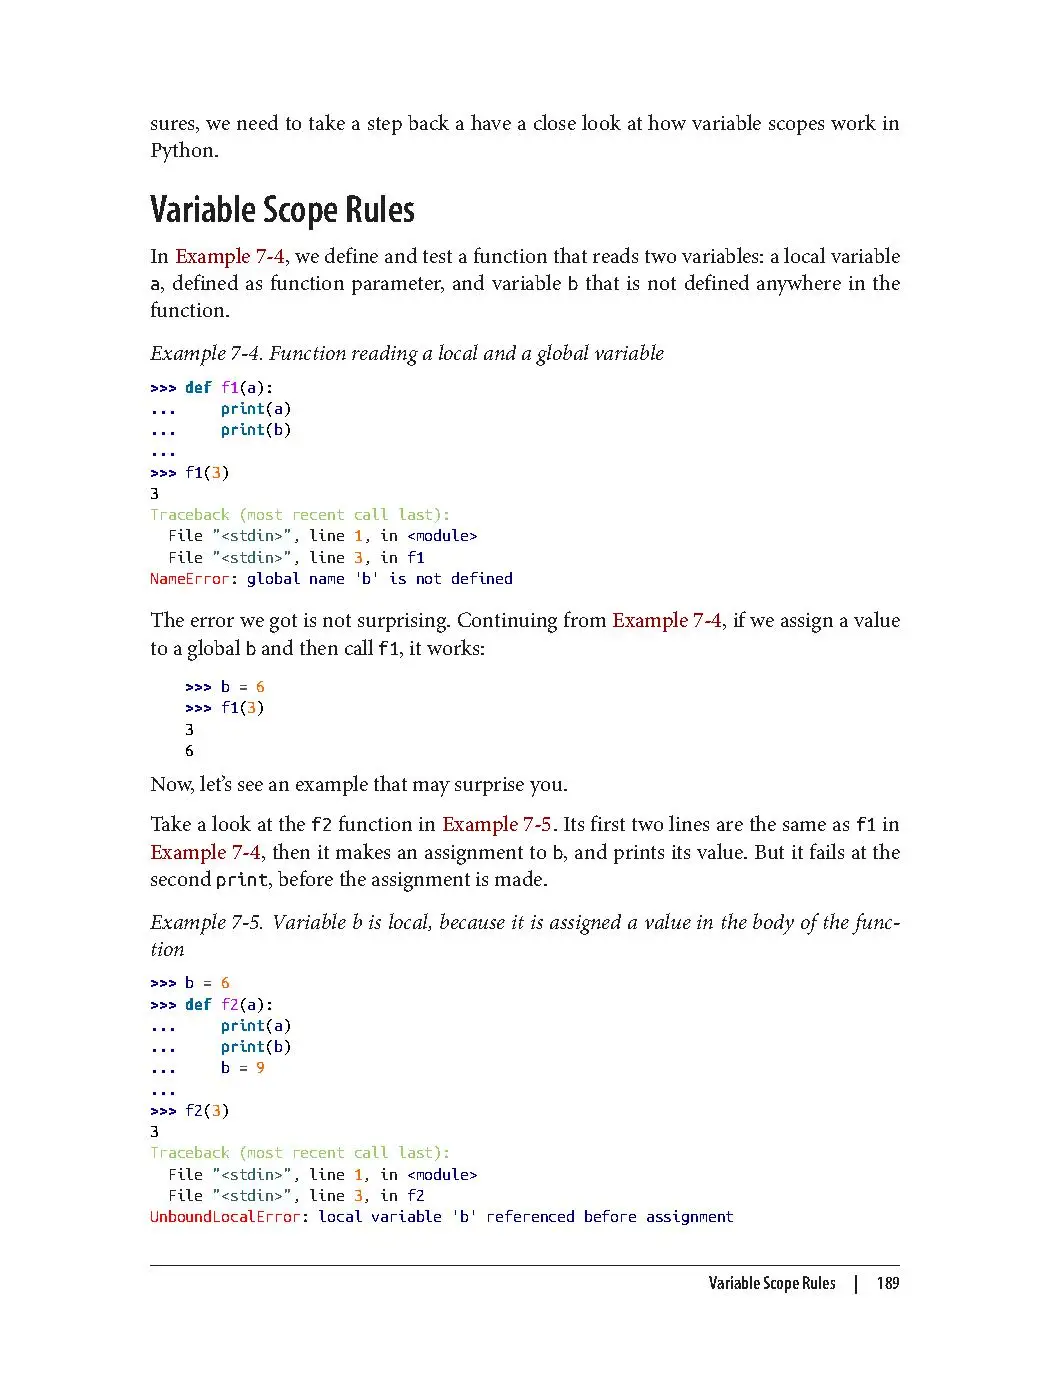 sures, we need to take a step back a have a close look at how variable scopes work in
Python.
Variable Scope Rules
In Example 7-4, we define and test a function that reads two variables: a local variable
a, defined as function parameter, and variable b that is not defined anywhere in the
function.
Example 7-4. Function reading a local and a global variable
>>> def f1(a):
...     print(a)
...     print(b)
...
>>> f1(3)
3
Traceback (most recent call last):
  File "<stdin>", line 1, in <module>
  File "<stdin>", line 3, in f1
NameError: global name 'b' is not defined
The error we got is not surprising. Continuing from Example 7-4, if we assign a value
to a global b and then call f1, it works:
>>> b = 6
>>> f1(3)
3
6
Now, let's see an example that may surprise you.
Take a look at the f2 function in Example 7-5. Its first two lines are the same as f1 in
Example 7-4, then it makes an assignment to b, and prints its value. But it fails at the
second print, before the assignment is made.
Example 7-5. Variable b is local, because it is assigned a value in the body of the func-
tion
>>> b = 6
>>> def f2(a):
...     print(a)
...     print(b)
...     b = 9
...
>>> f2(3)
3
Traceback (most recent call last):
  File "<stdin>", line 1, in <module>
  File "<stdin>", line 3, in f2
UnboundLocalError: local variable 'b' referenced before assignment
Variable Scope Rules | 189